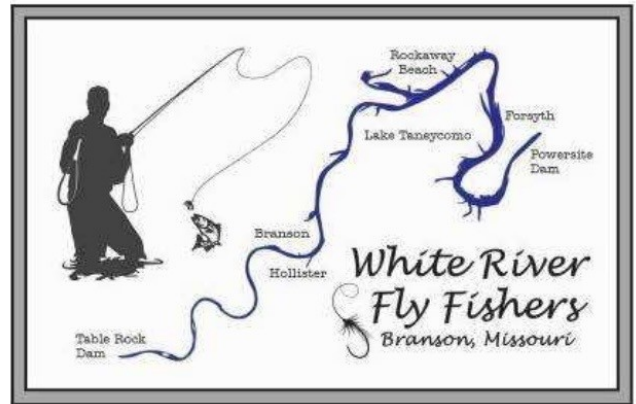 Rockaway
Beach
Forsyth
Lake Taneycomo
Powersite
Dam
Branson
Hollister
White River
Fly Fishers
Branson, Missouri
Table Rock
Dam